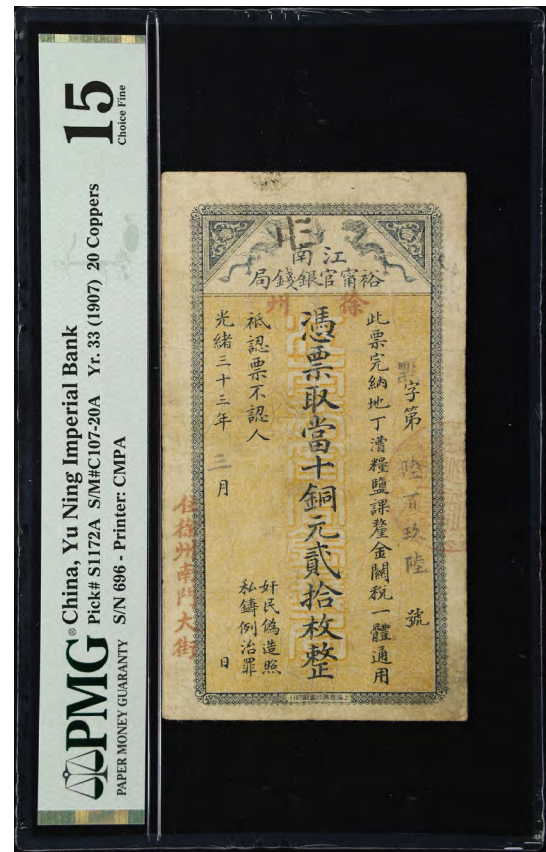 PMG®
PAPER MONEY GUARANTY
China, Yu Ning Imperial Bank
Pick# S1172A S/M#C107-20A Yr. 33 (1907) 20 Coppers
S/N 696 - Printer: CMPA
15
Choice Fine
江南
裕甯官銀錢局
徐州
字第陸百玖陸號
此票完納地丁漕糧鹽課釐金關稅一體通用
憑票取當十銅元貳拾枚整
奸民偽造照
私鑄例治罪
祗認票不認人
光緒三十三年二月 日
住徐州南門大街